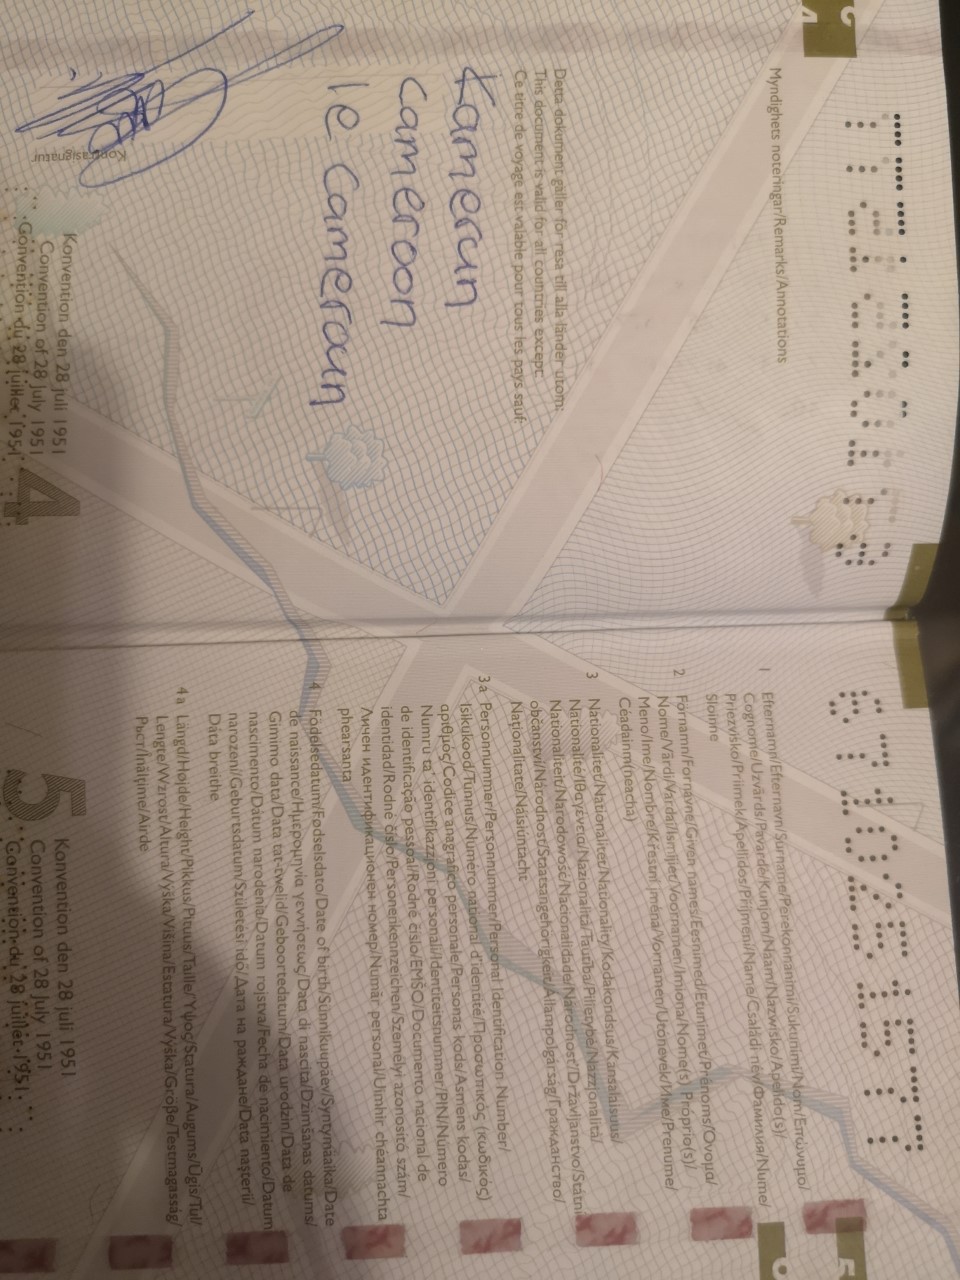 Myndighets noteringar/Remarks/Annotations
Detta dokument gäller för resa till alla länder utom:
This document is valid for all countries except:
Ce titre de voyage est valable pour tous les pays sauf:
Kamerun
Cameroon
le Cameroun
Kontrasignatur
Konvention den 28 juli 1951
Convention of 28 July 1951
Convention du 28 juillet 1951
4
1 Efternamn/Efternavn/Surname/Perekonnanimi/Sukunimi/Nom/Επώνυμο/
Cognome/Uzvārds/Pavardė/Kunjom/Naam/Nazwisko/Apelido(s)/
Priezvisko/Priimek/Apellidos/Příjmení/Name/Családi név/Фамилия/Nume/
Sloinne
2 Förnamn/Fornavne/Given names/Eesnimed/Etunimet/Prénoms/Όνομα/
Nome/Vārdi/Vardai/Ismijiet/Voornamen/Imiona/Nome(s) Próprio(s)/
Meno/Ime/Nombre/Křestní jména/Vornamen/Utónevek/Име/Prenume/
Céadainm(neacha)
3 Nationalitet/Nationalitet/Nationality/Kodakondsus/Kansalaisuus/
Nationalité/Ιθαγένεια/Nazionalità/Tautība/Pilietybė/Nazzjonalità/
Nationaliteit/Narodowość/Nacionalidade/Národnosť/Državljanstvo/Státní
občanství/Národnost/Staatsangehörigkeit/Állampolgárság/Гражданство/
Nationalitate/Náisiúntacht
3a Personnummer/Personnummer/Personal Identification Number/
Isikukood/Tunnus/Numéro national d'identité/Προσωπικός (κωδικός)
αριθμός/Codice anagrafico personale/Personas kods/Asmens kodas/
Numru ta' identifikazzjoni personali/Identiteitsnummer/PIN/Número
de identificação pessoal/Rodné číslo/EMŠO/Documento nacional de
identidad/Rodné číslo/Personenkennzeichen/Személyi azonosító szám/
Личен идентификационен номер/Număr personal/Uimhir chéannachta
phearsanta
4 Födelsedatum/Fødselsdato/Date of birth/Sünnikuupäev/Syntymäaika/Date
de naissance/Ημερομηνία γεννήσεως/Data di nascita/Dzimšanas datums/
Gimimo data/Data tat-twelid/Geboortedatum/Data urodzin/Data de
nascimento/Dátum narodenia/Datum rojstva/Fecha de nacimiento/Datum
narození/Geburtsdatum/Születési idő/Дата на раждане/Data naşterii/
Dáta breithe
4a Längd/Højde/Height/Pikkus/Pituus/Taille/Ύψος/Statura/Augums/Ūgis/Tul/
Lengte/Wzrost/Altura/Výška/Višina/Estatura/Výška/Größe/Testmagasság/
Ръст/Înălţime/Airde
Konvention den 28 juli 1951
Convention of 28 July 1951
Convention du 28 juillet 1951
5